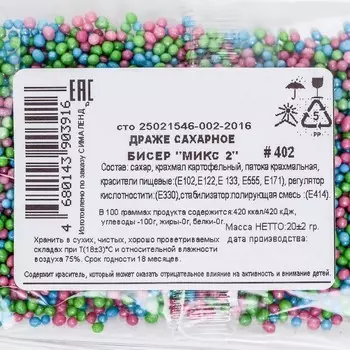 EAC
5
PP
4 680143 903916
Изготовлено по заказу СИМАЛЕНД
сто 25021546-002-2016
ДРАЖЕ САХАРНОЕ
БИСЕР "МИКС 2" #402
Состав: сахар, крахмал картофельный, патока крахмальная,
красители пищевые:(Е102,Е122,Е 133, Е555, Е171), регулятор
кислотности ти:(Е330),стабилизатор.полирующая смесь :(Е414).
В 100 граммах продукта содержится:420 ккал/420 кДж,
углеводы -100г, жиры-0г, белки-0г.
Масса НЕТТО:20±2 гр.
Хранить в сухих, чистых, хорошо проветриваемых
дата производства:
складах при Т(18±3)°С и относительной влажности
воздуха 75%. Срок годности 18 месяцев.
Содержит краситель, который может оказать отрицательное влияние на активность и внимание детей.